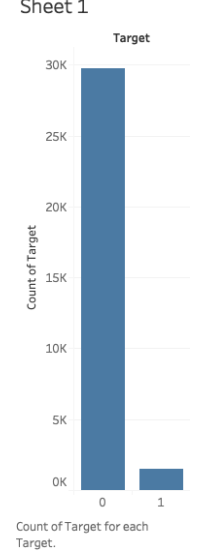 Sheet 1
Target
30K
25K
20K
15K
10K
5K
0K
Count of Target
0 1
Count of Target for each
Target.